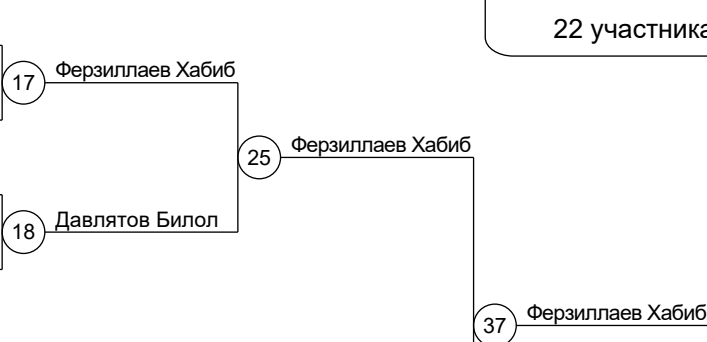 22 участника
17 Ферзиллаев Хабиб
25 Ферзиллаев Хабиб
18 Давлятов Билол
37 Ферзиллаев Хабиб